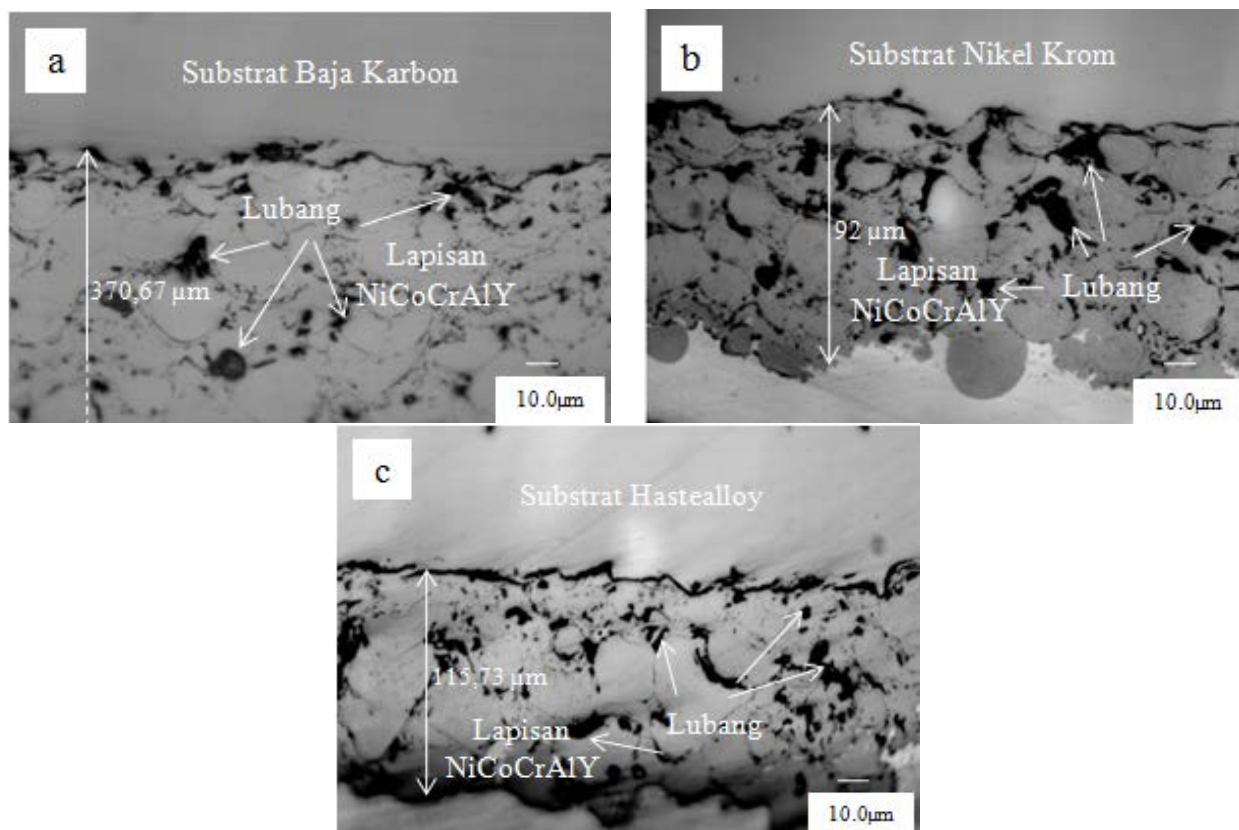 a
Substrat Baja Karbon
Lubang
Lapisan
NiCoCrAlY
370,67 µm
10.0µm
b
Substrat Nikel Krom
92 µm
Lapisan
NiCoCrAlY
Lubang
10.0µm
c
Substrat Hastealloy
115,73 µm
Lubang
Lapisan
NiCoCrAlY
10.0µm